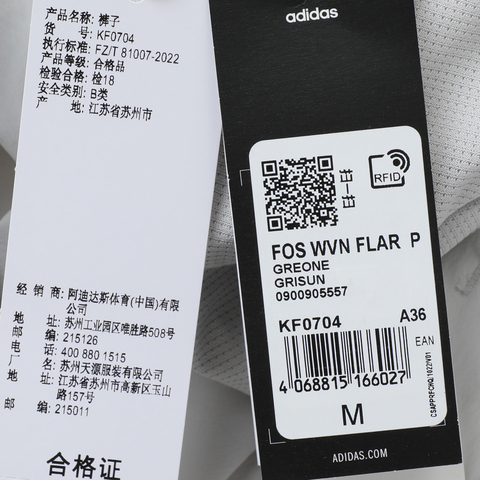 产品名称: 裤子
货 号: KF0704
执行标准: FZ/T 81007-2022
产品等级: 合格品
检验合格: 检18
安全类别: B类
产 地: 江苏省苏州市
经 销 商: 阿迪达斯体育(中国)有限
公司
地 址: 苏州工业园区唯胜路508号
邮 编: 215126
电 话: 400 880 1515
厂 名: 苏州天源服装有限公司
地 址: 江苏省苏州市高新区玉山
路157号
邮 编: 215011
合格证
adidas
RFID
FOS WVN FLAR P
GREONE
GRISUN
0900905557
KF0704 A36
EAN
4 068815 166027
M
ADIDAS.COM